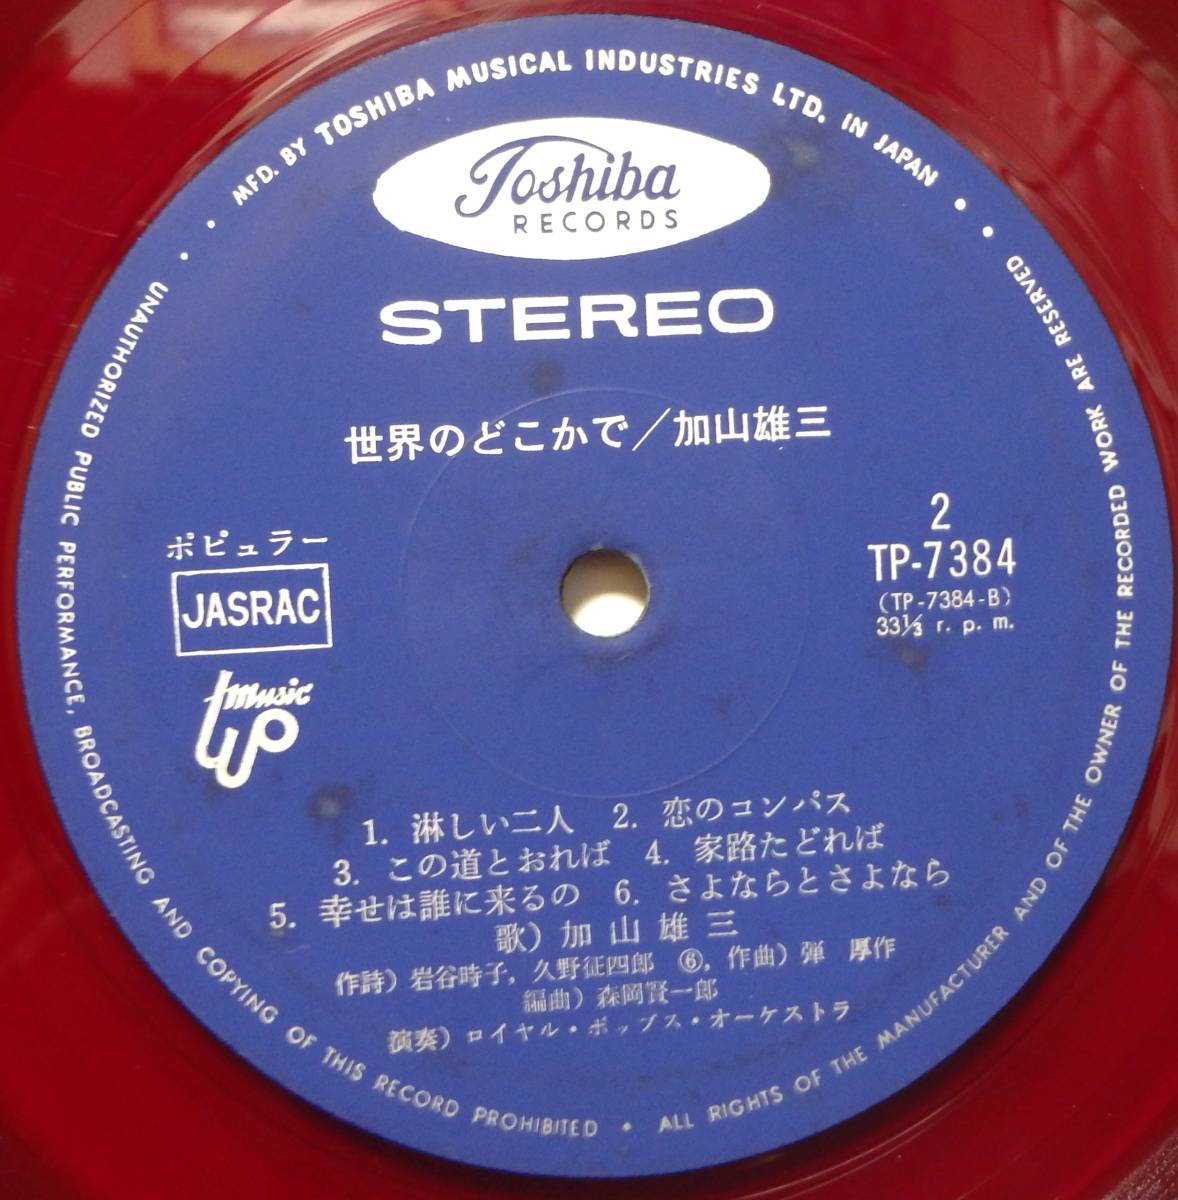 MFD. BY TOSHIBA MUSICAL INDUSTRIES LTD. IN JAPAN
Toshiba
RECORDS
STEREO
世界のどこかで／加山雄三
2
TP-7384
(TP-7384-B)
33⅓ r. p. m.
ポピュラー
JASRAC
music
1. 淋しい二人 2. 恋のコンパス
3. この道とおれば 4. 家路たどれば
5. 幸せは誰に来るの 6. さよならとさよなら
歌) 加山雄三
作詩) 岩谷時子, 久野征四郎 ⑥, 作曲) 弾 厚作
編曲) 森岡賢一郎
演奏) ロイヤル・ポップス・オーケストラ
UNAUTHORIZED PUBLIC PERFORMANCE, BROADCASTING AND COPYING OF THIS RECORD PROHIBITED • ALL RIGHTS OF THE MANUFACTURER AND OF THE OWNER OF THE RECORDED WORK ARE RESERVED